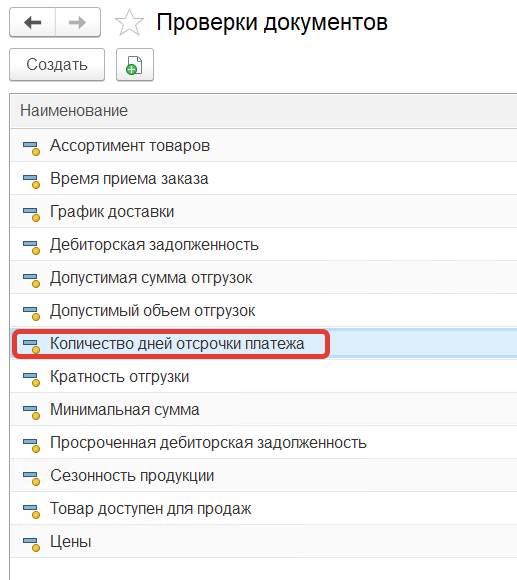 Проверки документов
Создать
Наименование
Ассортимент товаров
Время приема заказа
График доставки
Дебиторская задолженность
Допустимая сумма отгрузок
Допустимый объем отгрузок
Количество дней отсрочки платежа
Кратность отгрузки
Минимальная сумма
Просроченная дебиторская задолженность
Сезонность продукции
Товар доступен для продаж
Цены